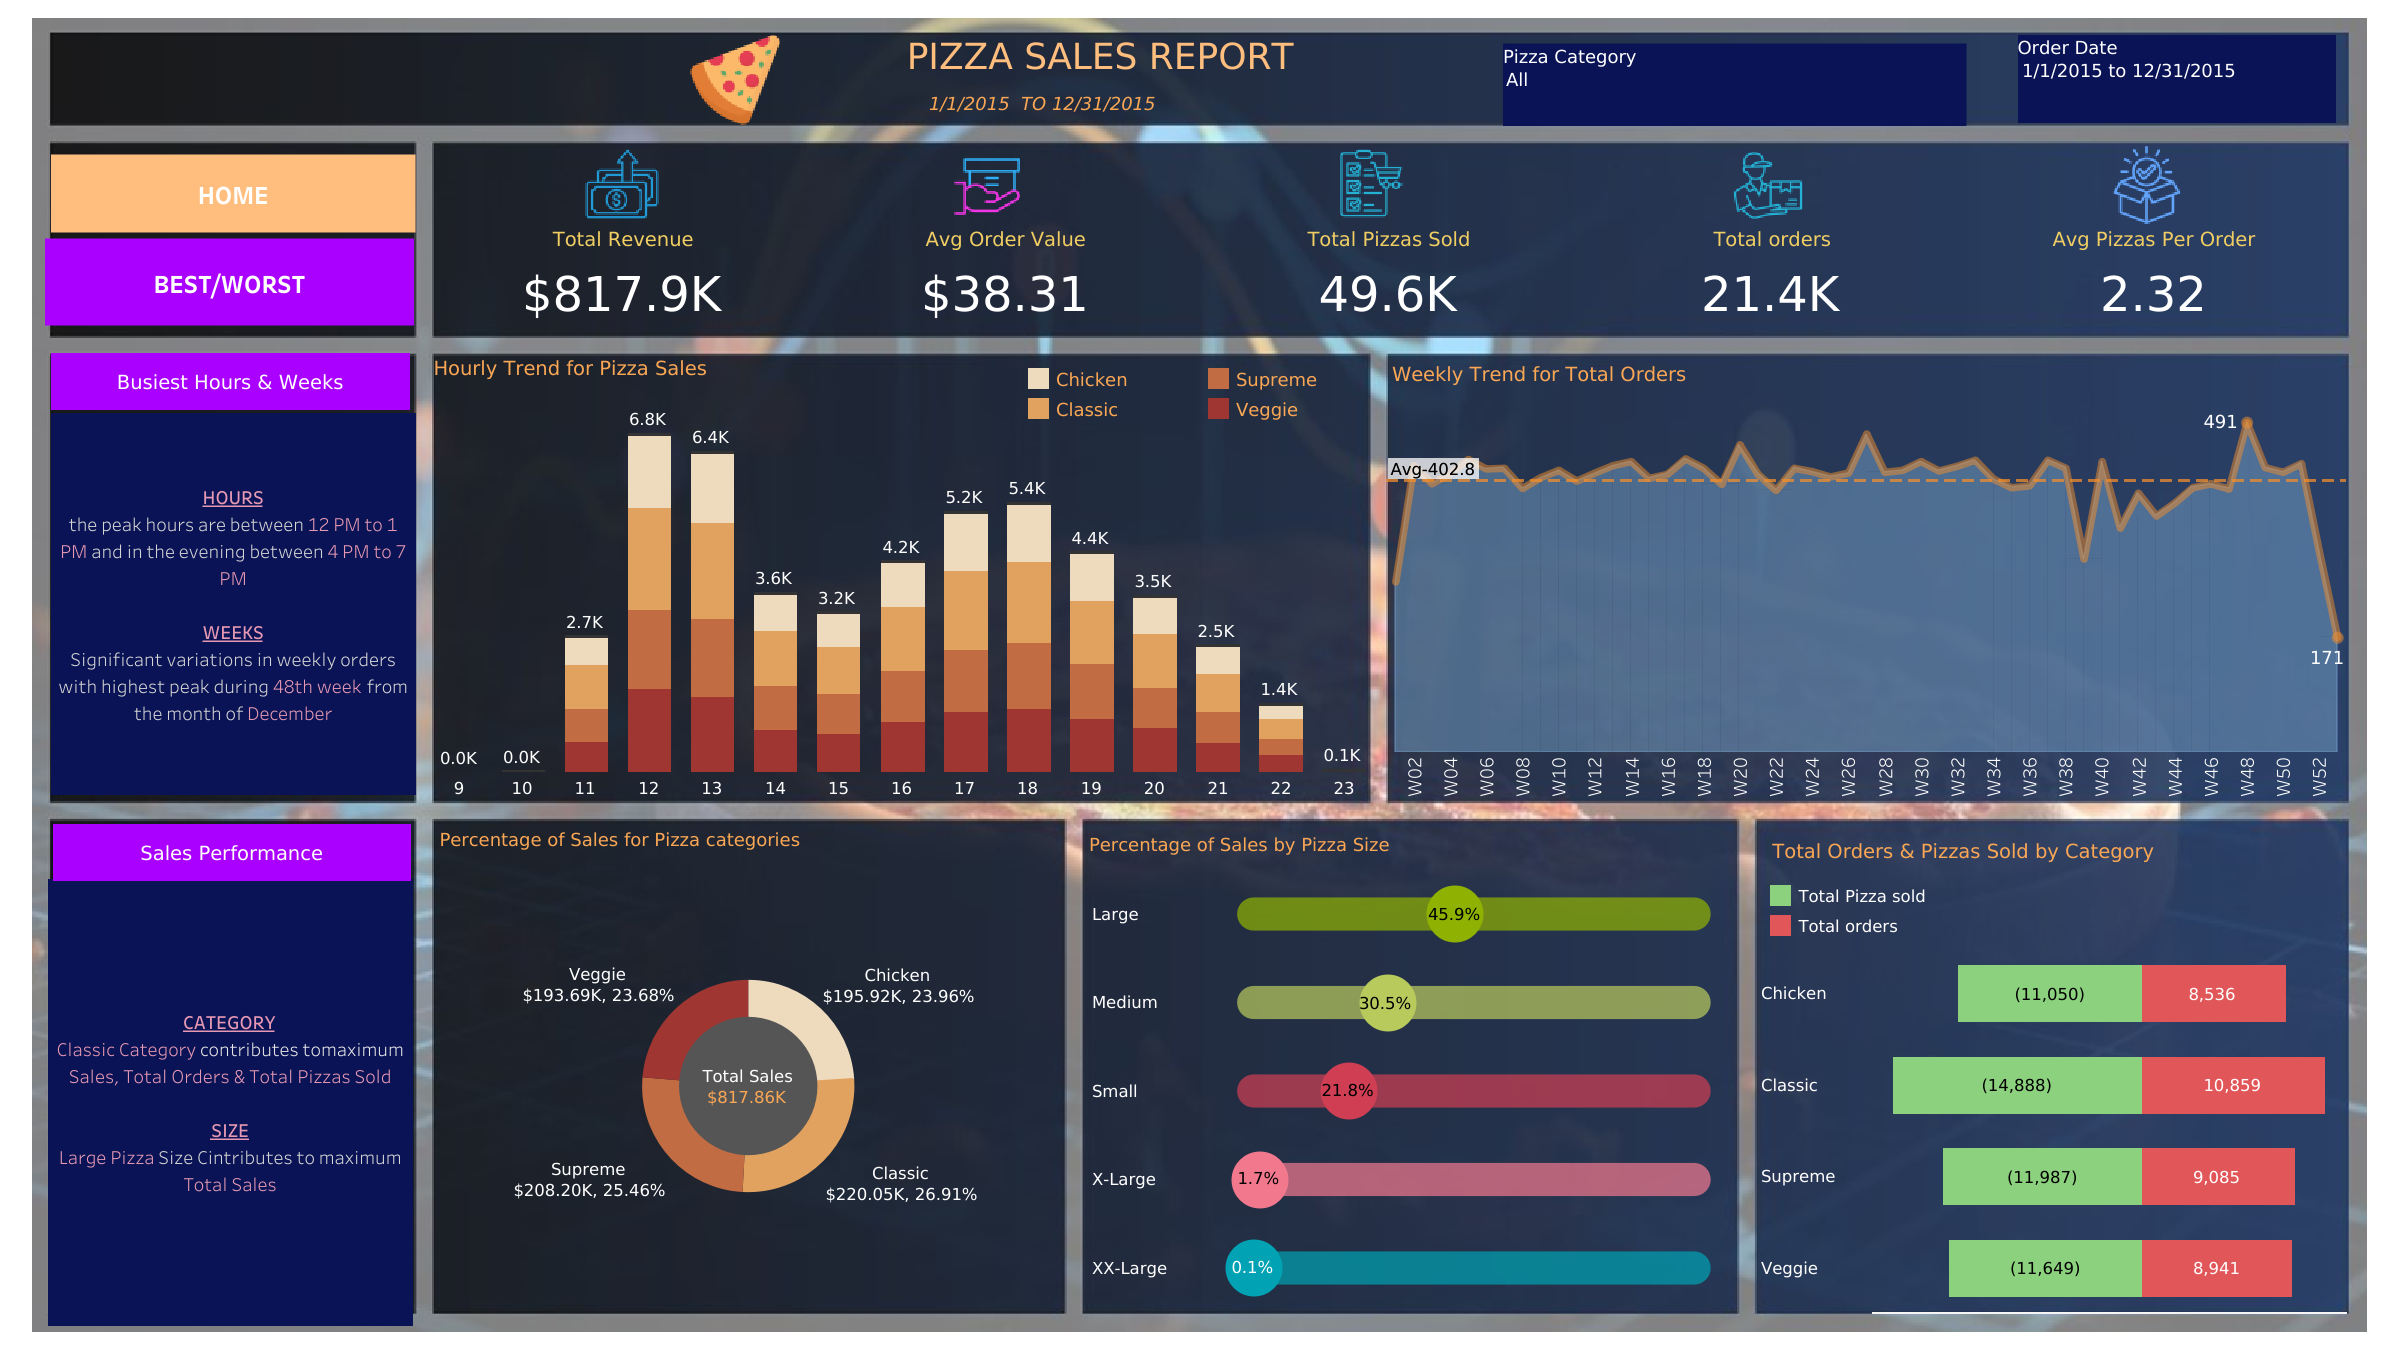 PIZZA SALES REPORT
1/1/2015 TO 12/31/2015
Pizza Category
All
Order Date
1/1/2015 to 12/31/2015
HOME
BEST/WORST
Total Revenue
$817.9K
Avg Order Value
$38.31
Total Pizzas Sold
49.6K
Total orders
21.4K
Avg Pizzas Per Order
2.32
Busiest Hours & Weeks
HOURS
the peak hours are between 12 PM to 1
PM and in the evening between 4 PM to 7
PM
WEEKS
Significant variations in weekly orders
with highest peak during 48th week from
the month of December
Hourly Trend for Pizza Sales
Chicken
Supreme
Classic
Veggie
0.0K
0.0K
2.7K
6.8K
6.4K
3.6K
3.2K
4.2K
5.2K
5.4K
4.4K
3.5K
2.5K
1.4K
0.1K
9 10 11 12 13 14 15 16 17 18 19 20 21 22 23
Weekly Trend for Total Orders
491
Avg-402.8
171
W02 W04 W06 W08 W10 W12 W14 W16 W18 W20 W22 W24 W26 W28 W30 W32 W34 W36 W38 W40 W42 W44 W46 W48 W50 W52
Sales Performance
CATEGORY
Classic Category contributes tomaximum
Sales, Total Orders & Total Pizzas Sold
SIZE
Large Pizza Size Cintributes to maximum
Total Sales
Percentage of Sales for Pizza categories
Veggie
$193.69K, 23.68%
Chicken
$195.92K, 23.96%
Total Sales
$817.86K
Supreme
$208.20K, 25.46%
Classic
$220.05K, 26.91%
Percentage of Sales by Pizza Size
Large 45.9%
Medium 30.5%
Small 21.8%
X-Large 1.7%
XX-Large 0.1%
Total Orders & Pizzas Sold by Category
Total Pizza sold
Total orders
Chicken (11,050) 8,536
Classic (14,888) 10,859
Supreme (11,987) 9,085
Veggie (11,649) 8,941